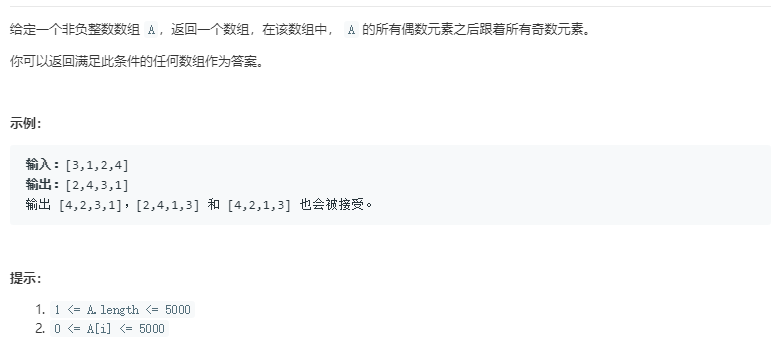 给定一个非负整数数组 A，返回一个数组，在该数组中， A 的所有偶数元素之后跟着所有奇数元素。
你可以返回满足此条件的任何数组作为答案。
示例：
输入：[3,1,2,4]
输出：[2,4,3,1]
输出 [4,2,3,1]，[2,4,1,3] 和 [4,2,1,3] 也会被接受。
提示：
1. 1 <= A.length <= 5000
2. 0 <= A[i] <= 5000